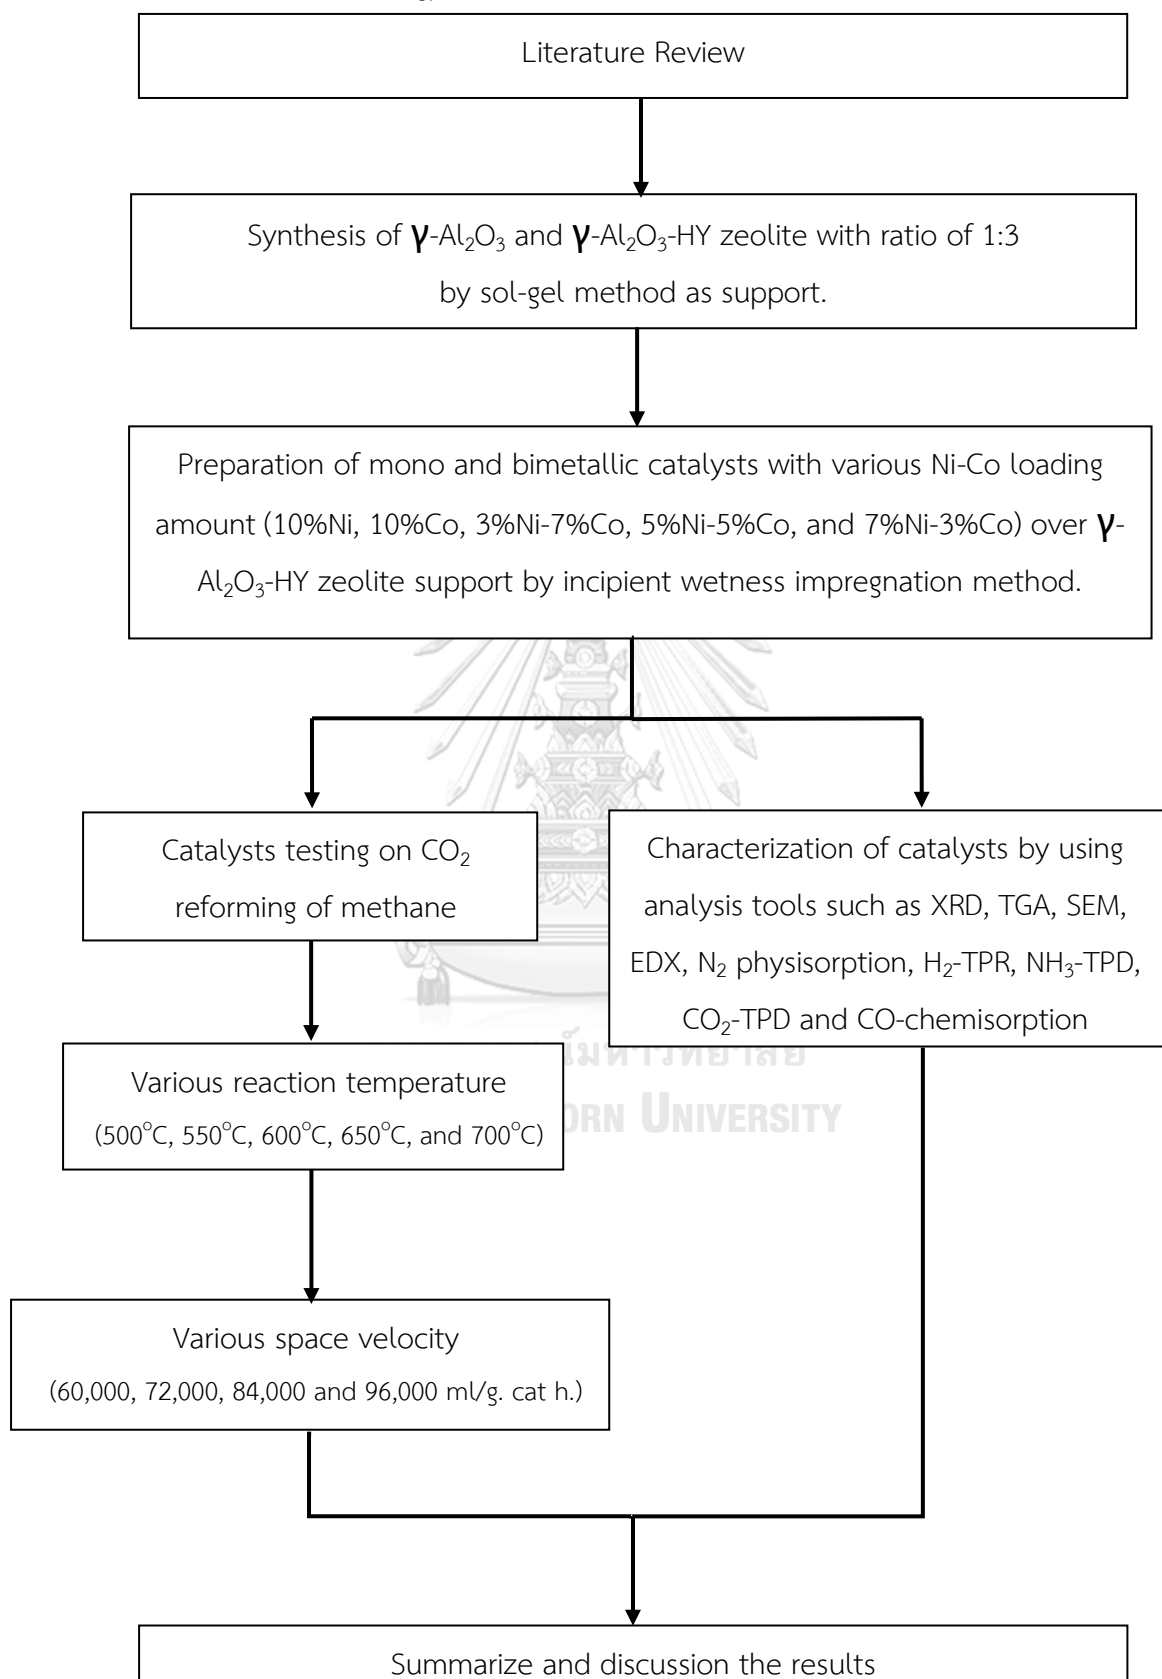 Literature Review
Synthesis of γ-Al₂O₃ and γ-Al₂O₃-HY zeolite with ratio of 1:3
by sol-gel method as support.
Preparation of mono and bimetallic catalysts with various Ni-Co loading
amount (10%Ni, 10%Co, 3%Ni-7%Co, 5%Ni-5%Co, and 7%Ni-3%Co) over γ-
Al₂O₃-HY zeolite support by incipient wetness impregnation method.
Catalysts testing on CO₂
reforming of methane
Characterization of catalysts by using
analysis tools such as XRD, TGA, SEM,
EDX, N₂ physisorption, H₂-TPR, NH₃-TPD,
CO₂-TPD and CO-chemisorption
Various reaction temperature
(500°C, 550°C, 600°C, 650°C, and 700°C)
UNIVERSITY
Various space velocity
(60,000, 72,000, 84,000 and 96,000 ml/g. cat h.)
Summarize and discussion the results